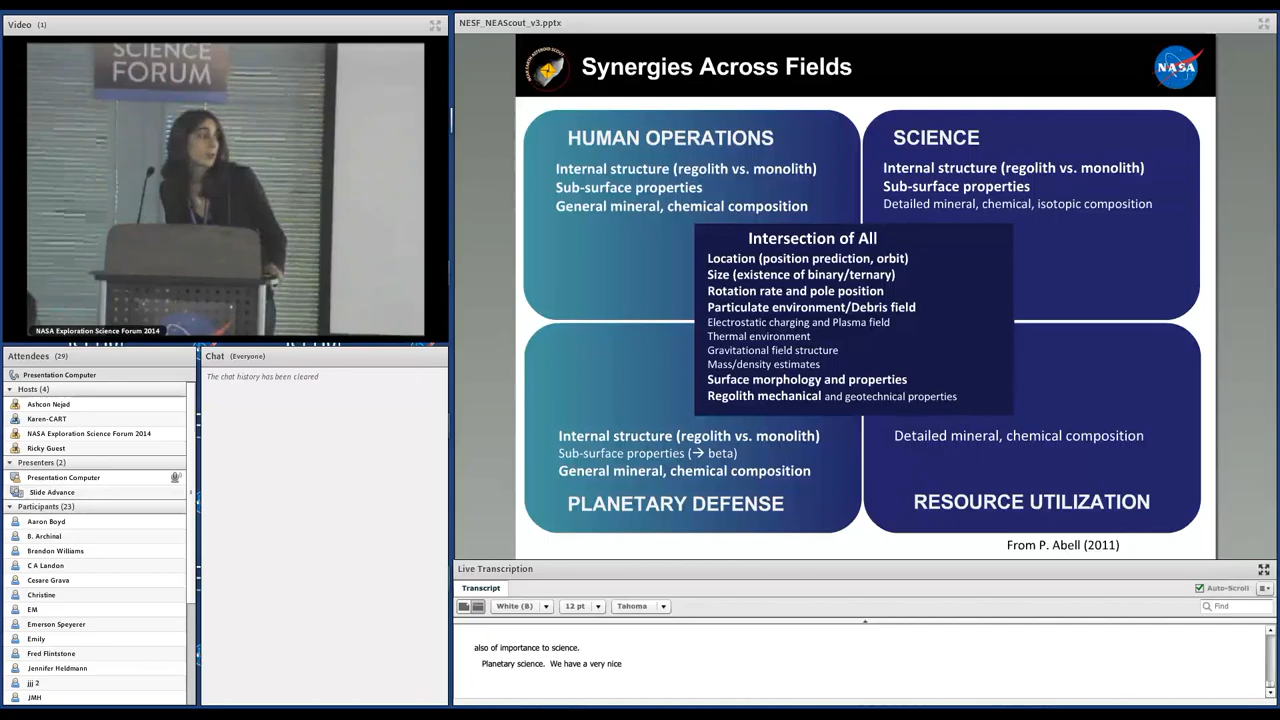 Video (1)
SCIENCE
FORUM
NASA Exploration Science Forum 2014
Attendees (29)
Presentation Computer
Hosts (4)
Ashcon Nejad
Karen-CART
NASA Exploration Science Forum 2014
Ricky Guest
Presenters (2)
Presentation Computer
Slide Advance
Participants (23)
Aaron Boyd
B. Archinal
Brandon Williams
C A Landon
Cesare Grava
Christine
EM
Emerson Speyerer
Emily
Fred Flintstone
Jennifer Heldmann
jjj 2
JMH
Chat (Everyone)
The chat history has been cleared
NESF_NEAScout_v3.pptx
Synergies Across Fields
NASA
HUMAN OPERATIONS
Internal structure (regolith vs. monolith)
Sub-surface properties
General mineral, chemical composition
SCIENCE
Internal structure (regolith vs. monolith)
Sub-surface properties
Detailed mineral, chemical, isotopic composition
Intersection of All
Location (position prediction, orbit)
Size (existence of binary/ternary)
Rotation rate and pole position
Particulate environment/Debris field
Electrostatic charging and Plasma field
Thermal environment
Gravitational field structure
Mass/density estimates
Surface morphology and properties
Regolith mechanical and geotechnical properties
Internal structure (regolith vs. monolith)
Sub-surface properties (→ beta)
General mineral, chemical composition
PLANETARY DEFENSE
Detailed mineral, chemical composition
RESOURCE UTILIZATION
From P. Abell (2011)
Live Transcription
Transcript
Auto-Scroll
White (B)
12 pt
Tahoma
Find
also of importance to science.
Planetary science. We have a very nice